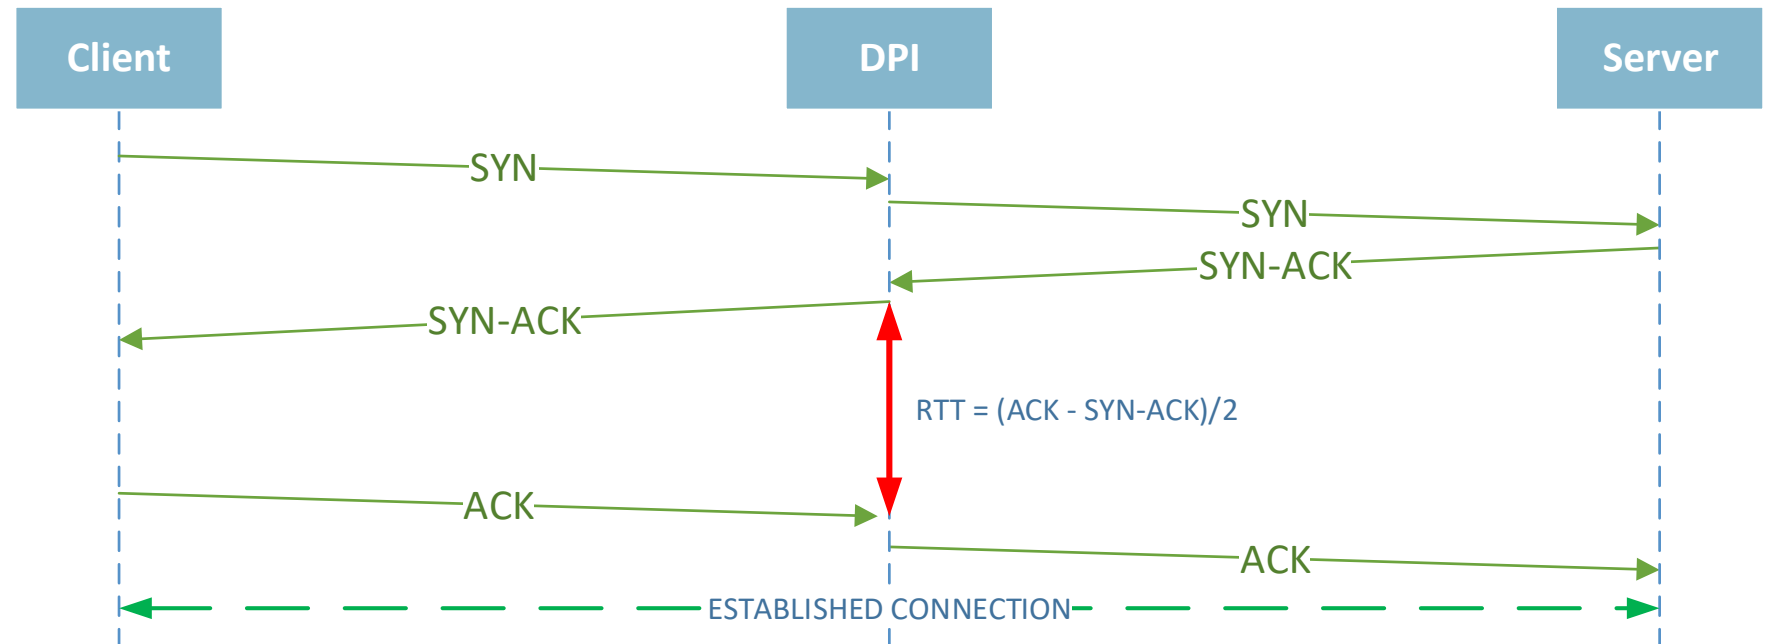 Client
DPI
Server
SYN
SYN
SYN-ACK
SYN-ACK
RTT = (ACK - SYN-ACK)/2
ACK
ACK
ESTABLISHED CONNECTION